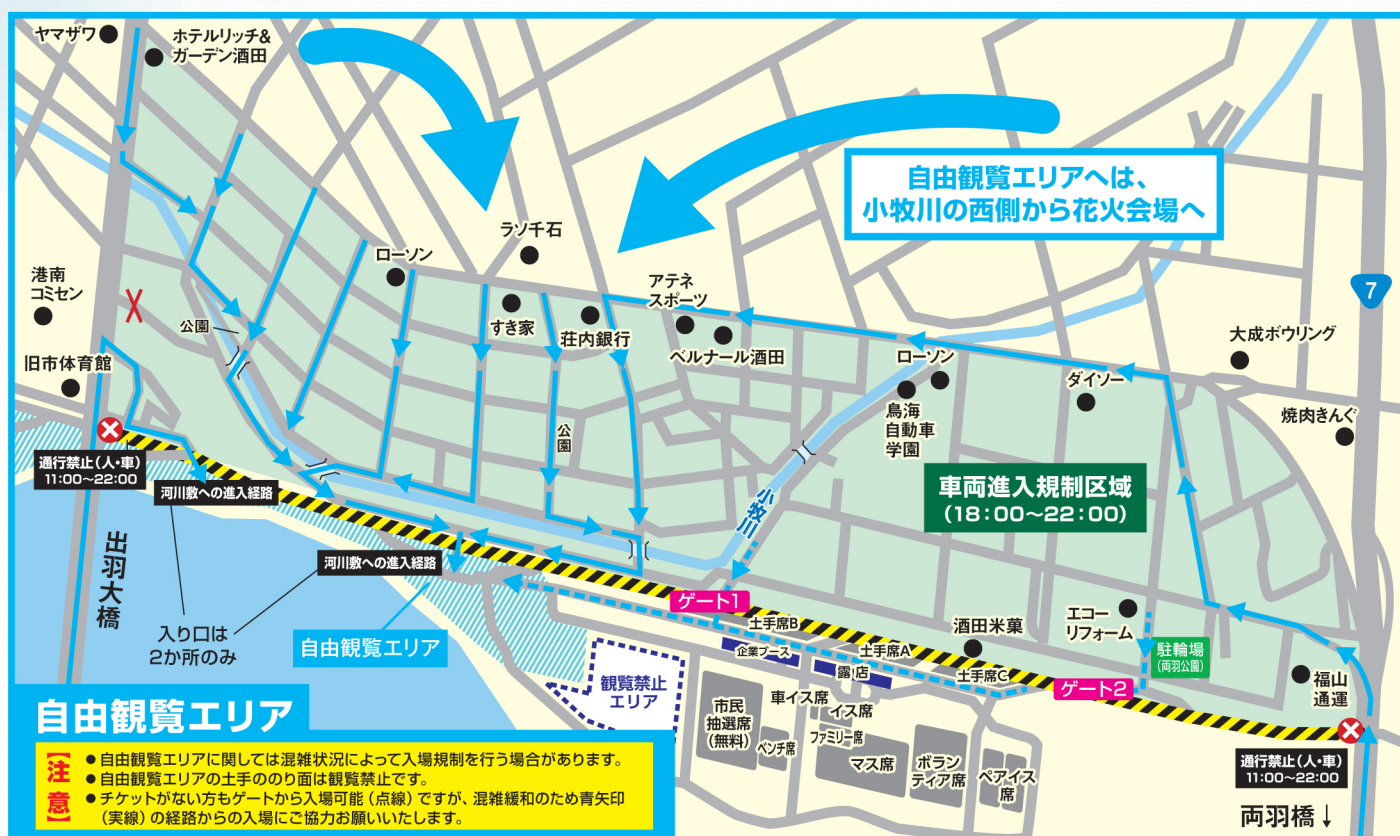 ヤマザワ
ホテルリッチ&
ガーデン酒田
自由観覧エリアへは、
小牧川の西側から花火会場へ
7
港南
コミセン
旧市体育館
公園
ローソン
ラソ千石
すき家
荘内銀行
公園
アテネ
スポーツ
ベルナール酒田
ローソン
鳥海
自動車
学園
ダイソー
大成ボウリング
焼肉きんぐ
車両進入規制区域
(18:00〜22:00)
小牧川
通行禁止(人・車)
11:00〜22:00
河川敷への進入経路
河川敷への進入経路
出羽大橋
入り口は
2か所のみ
自由観覧エリア
ゲート1
土手席B
企業ブース
土手席A
露店
土手席C
酒田米菓
エコー
リフォーム
ゲート2
駐輪場
(両羽公園)
福山
通運
観覧禁止
エリア
市民
抽選席
(無料)
車イス席
イス席
ベンチ席
ファミリー席
マス席
ボラン
ティア席
ペアイス
席
通行禁止(人・車)
11:00〜22:00
両羽橋↓
自由観覧エリア
【注意】
●自由観覧エリアに関しては混雑状況によって入場規制を行う場合があります。
●自由観覧エリアの土手ののり面は観覧禁止です。
●チケットがない方もゲートから入場可能(点線)ですが、混雑緩和のため青矢印
(実線)の経路からの入場にご協力お願いいたします。